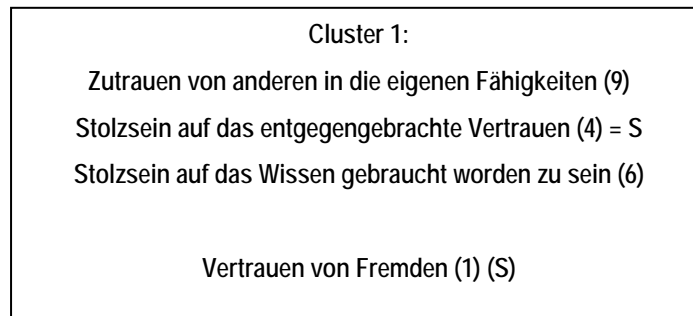 Cluster 1:
Zutrauen von anderen in die eigenen Fähigkeiten (9)
Stolzsein auf das entgegengebrachte Vertrauen (4) = S
Stolzsein auf das Wissen gebraucht worden zu sein (6)
Vertrauen von Fremden (1) (S)